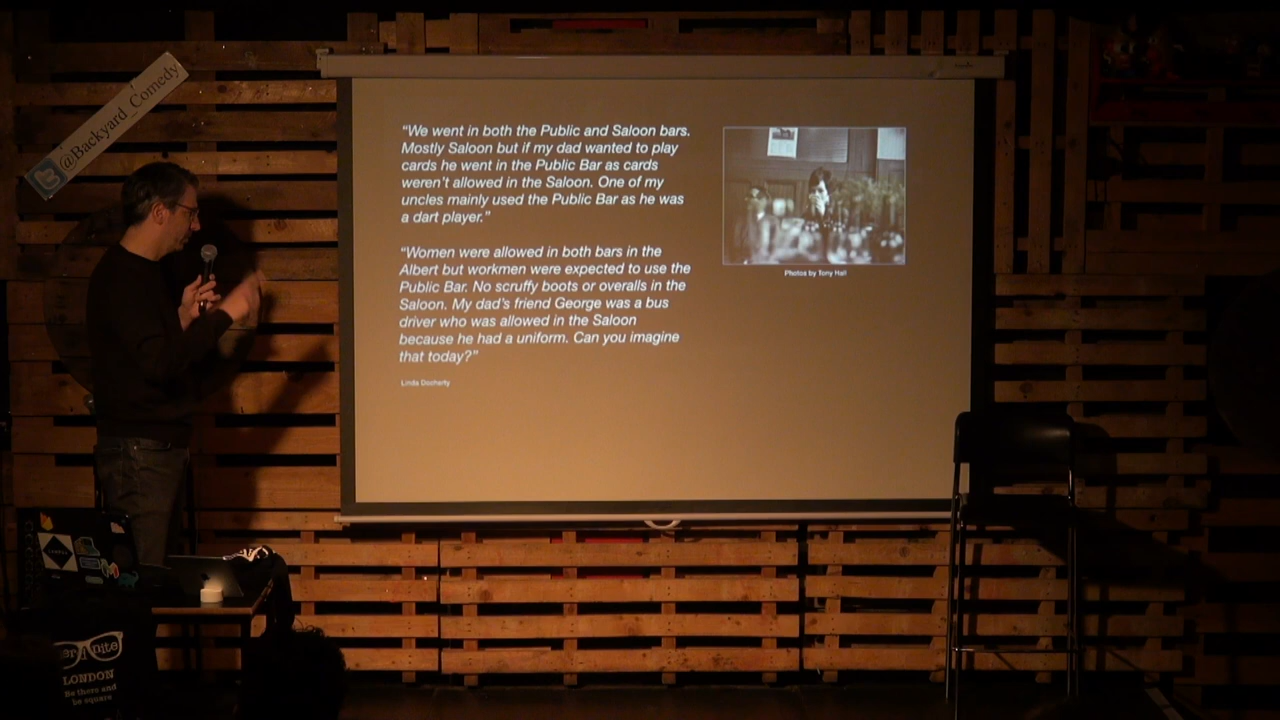 @Backyard_Comedy
“We went in both the Public and Saloon bars.
Mostly Saloon but if my dad wanted to play
cards he went in the Public Bar as cards
weren’t allowed in the Saloon. One of my
uncles mainly used the Public Bar as he was
a dart player.”
“Women were allowed in both bars in the
Albert but workmen were expected to use the
Public Bar. No scruffy boots or overalls in the
Saloon. My dad’s friend George was a bus
driver who was allowed in the Saloon
because he had a uniform. Can you imagine
that today?”
Linda Docherty
Photos by Tony Hall
LONDON
Be there and
be square